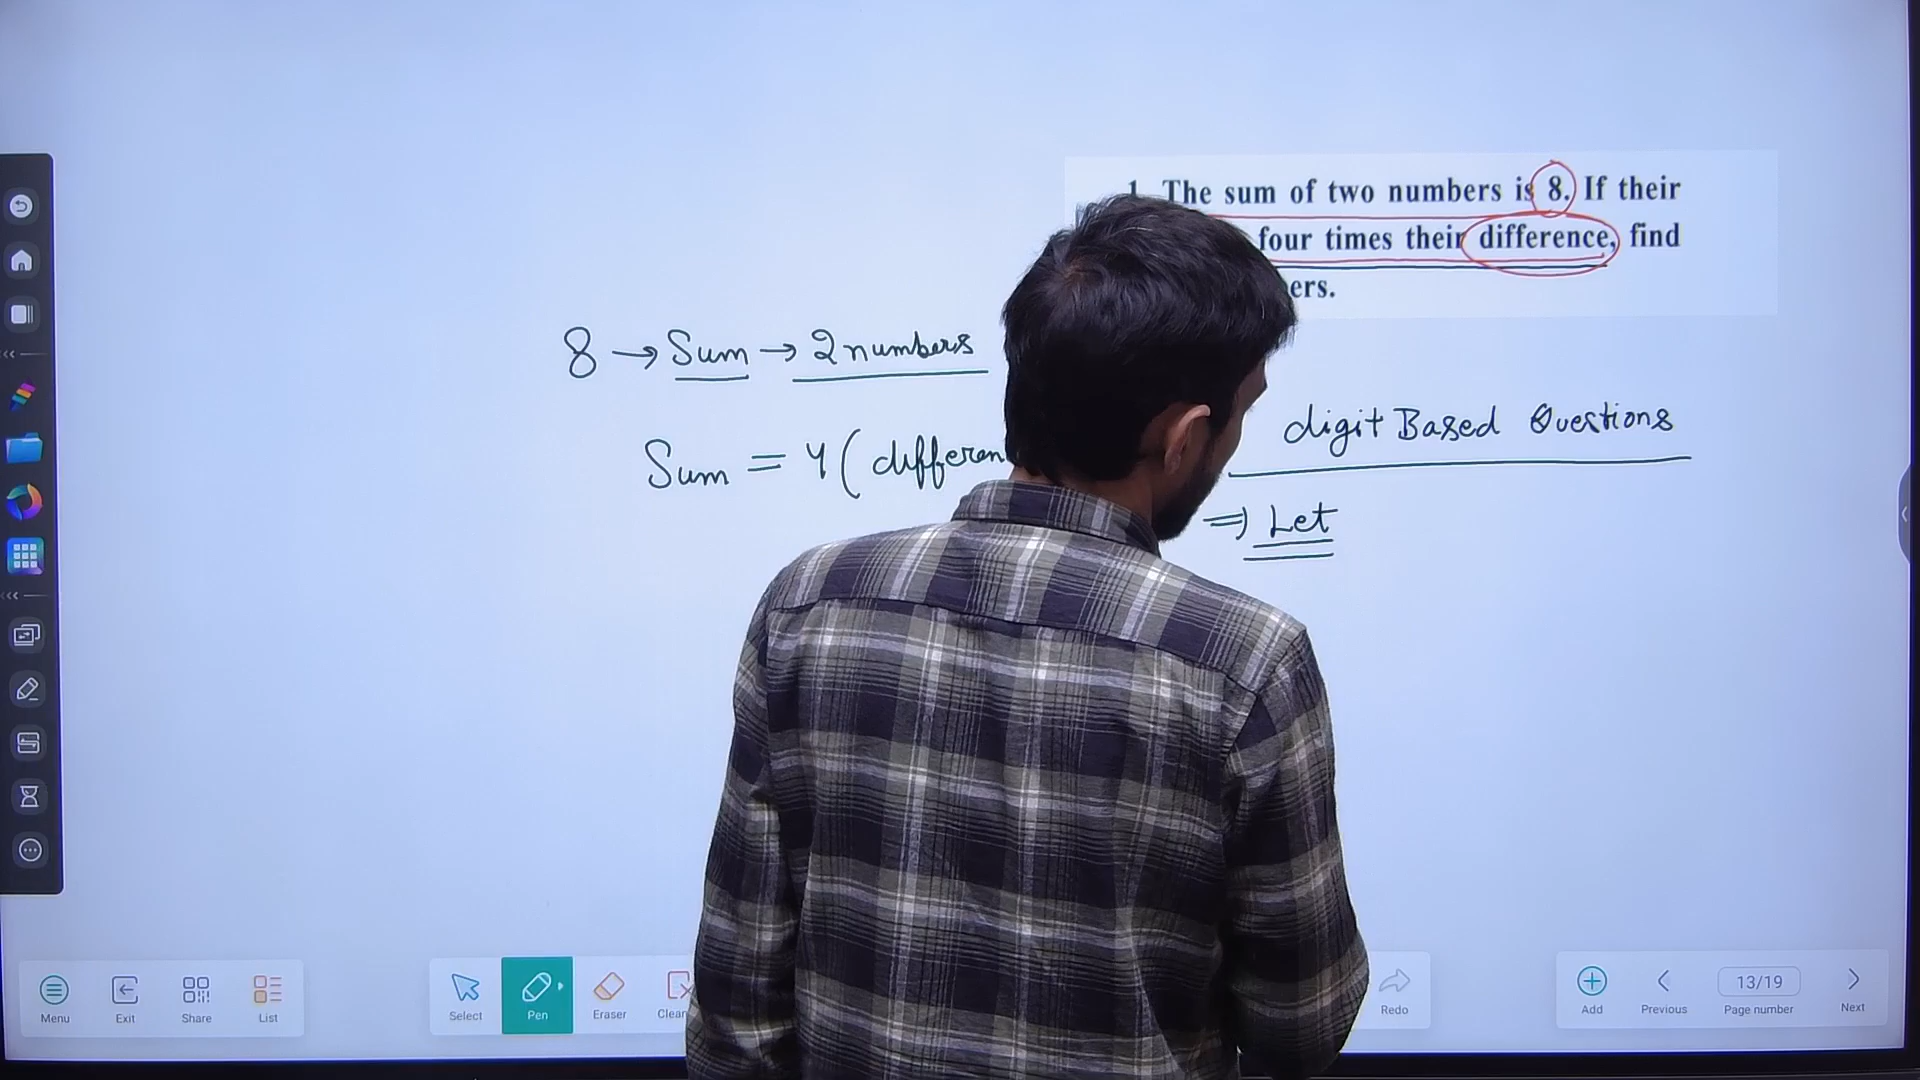 1. The sum of two numbers is 8. If their
four times their difference, find
ers.
8 → Sum → 2 numbers
Sum = 4 ( differen
digit Based Questions
⇒ Let
Menu
Exit
Share
List
Select
Pen
Eraser
Clean
Redo
Add
Previous
13/19
Page number
Next